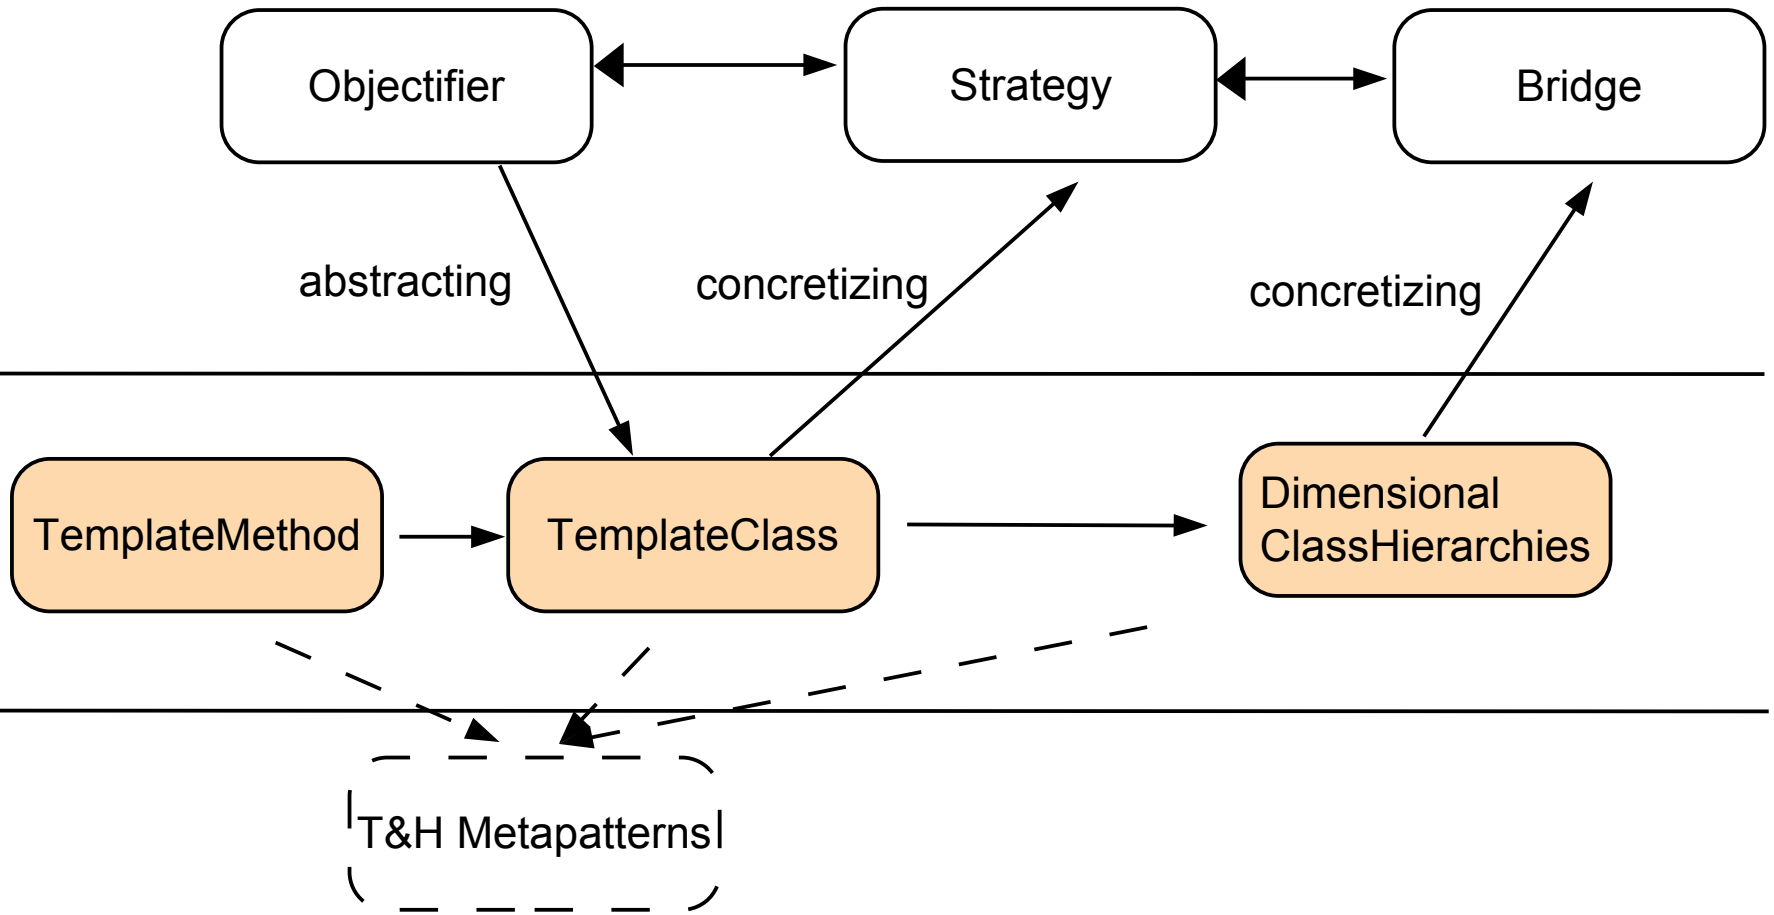 Objectifier
Strategy
Bridge
abstracting
concretizing
concretizing
TemplateMethod
TemplateClass
Dimensional
ClassHierarchies
T&H Metapatterns